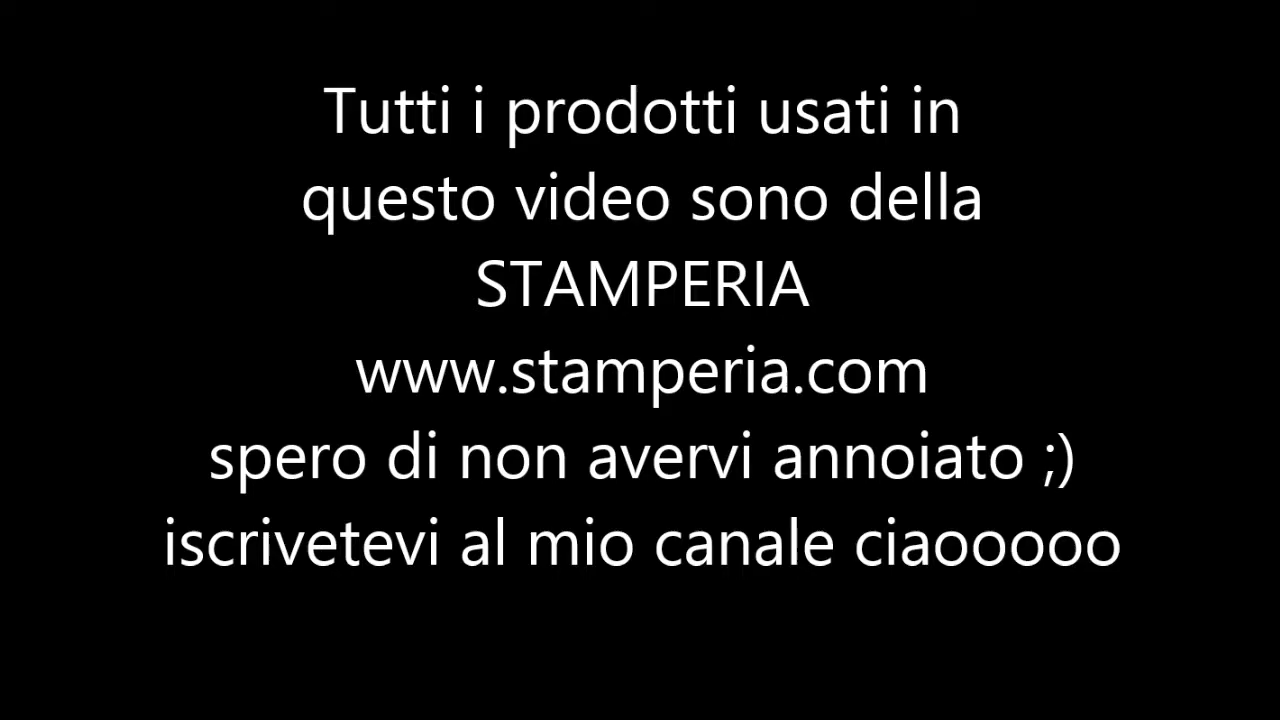 Tutti i prodotti usati in
questo video sono della
STAMPERIA
www.stamperia.com
spero di non avervi annoiato ;)
iscrivetevi al mio canale ciaooooo